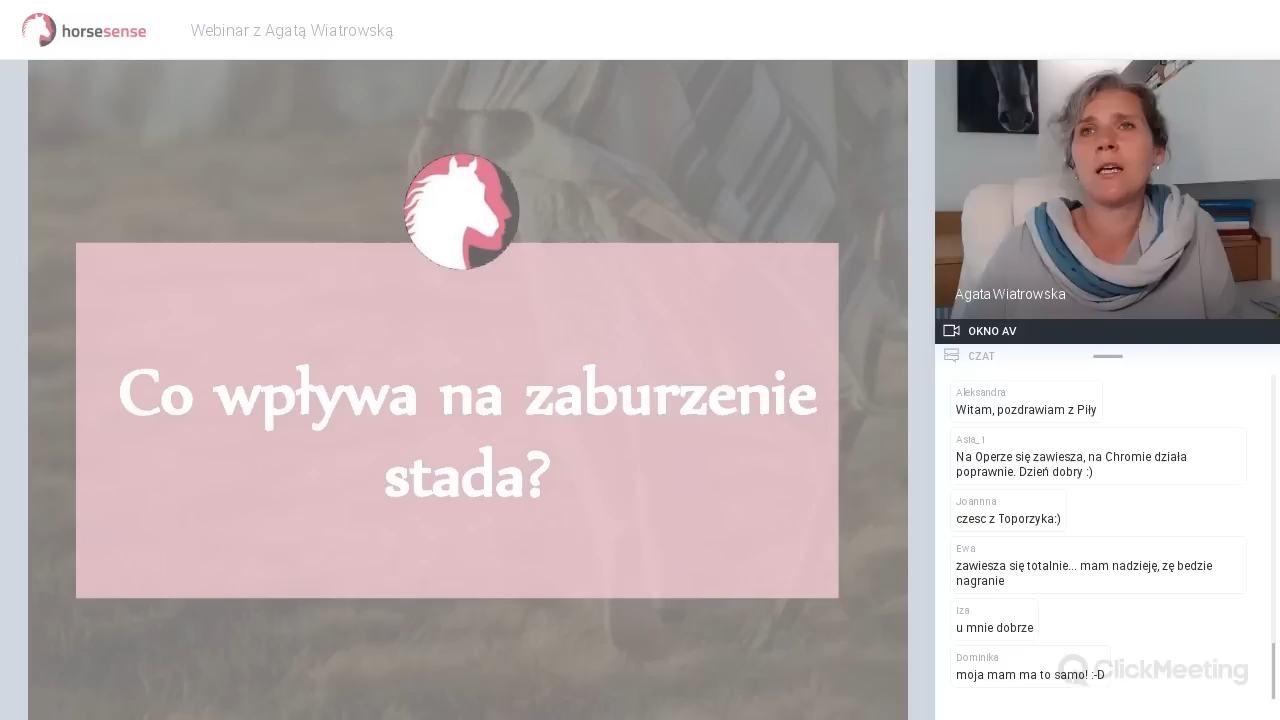 horsesense
Webinar z Agatą Wiatrowską
Co wpływa na zaburzenie
stada?
Agata Wiatrowska
OKNO AV
CZAT
Aleksandra
Witam, pozdrawiam z Piły
Asia_1
Na Operze się zawiesza, na Chromie działa
poprawnie. Dzień dobry :)
Joannna
czesc z Toporzyka:)
Ewa
zawiesza się totalnie... mam nadzieję, zę bedzie
nagranie
Iza
u mnie dobrze
Dominika
moja mam ma to samo! :-D
ClickMeeting